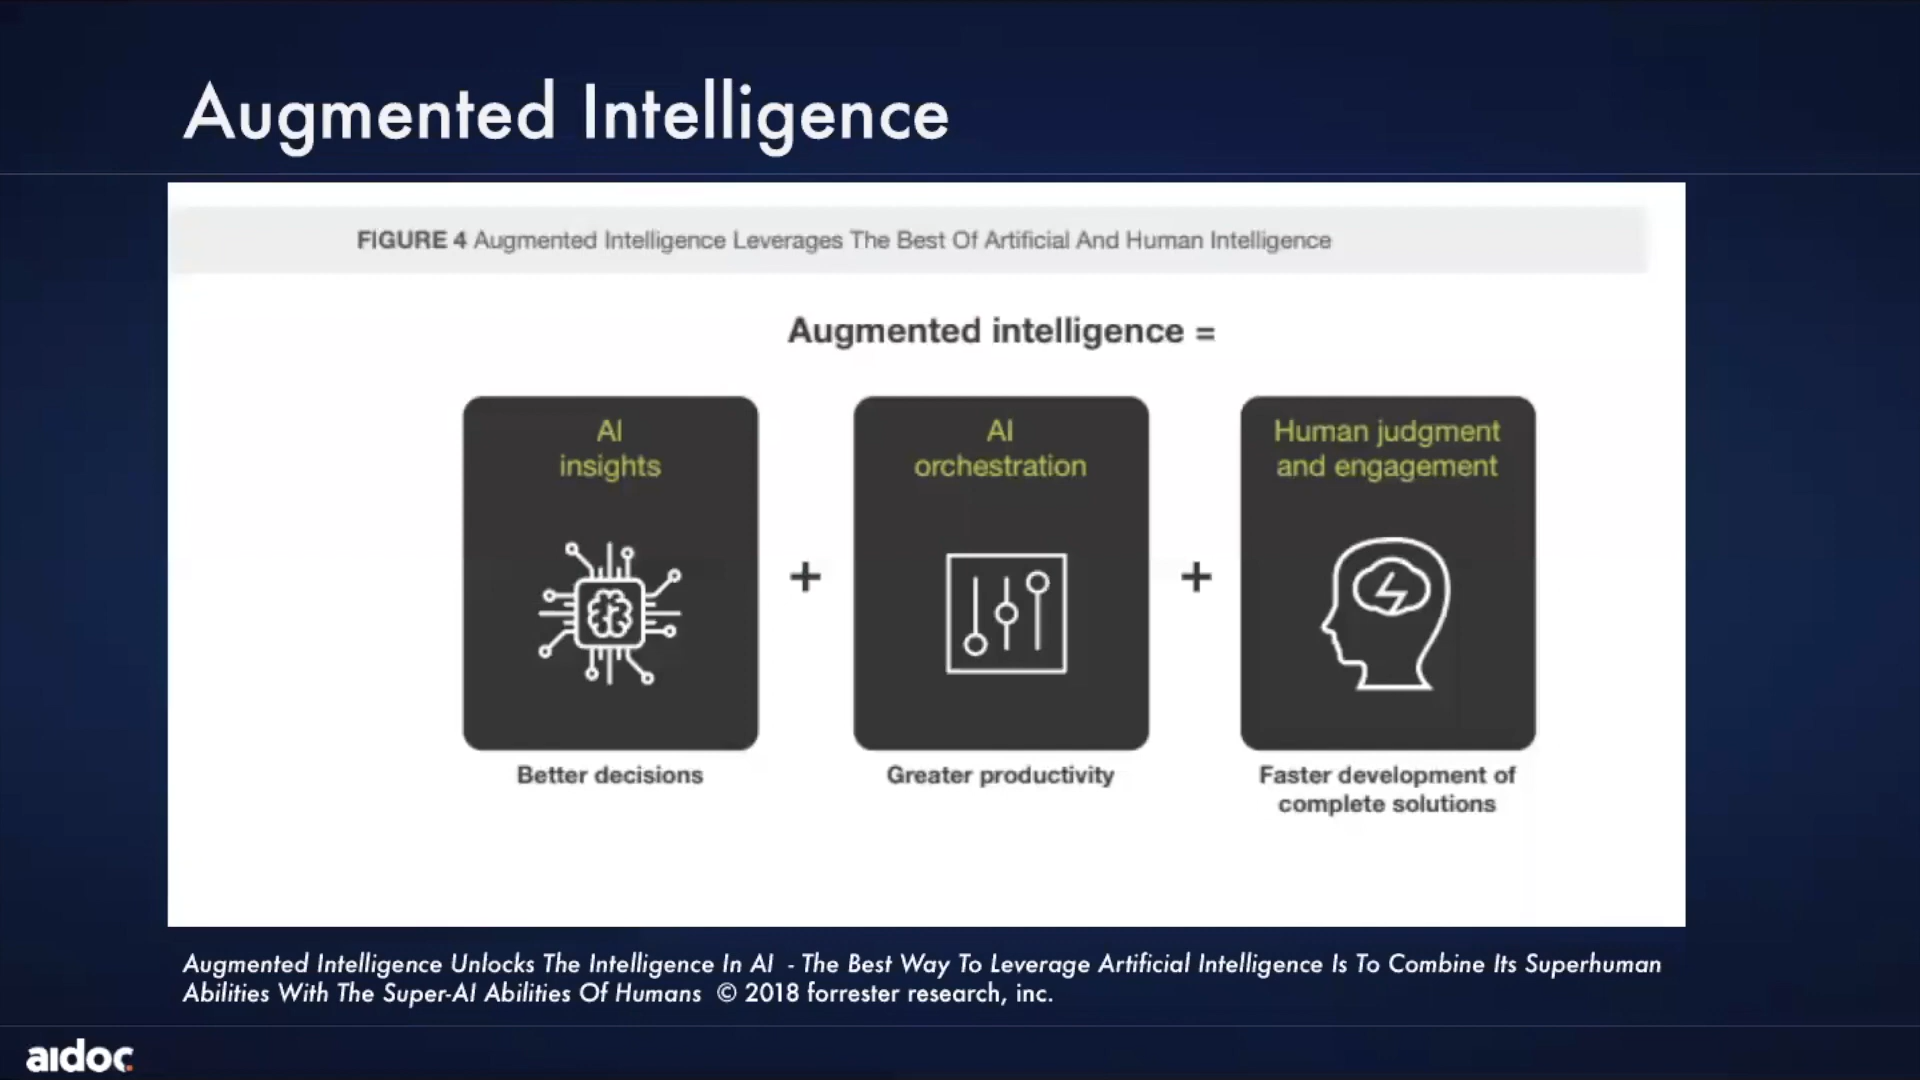 Augmented Intelligence
FIGURE 4 Augmented Intelligence Leverages The Best Of Artificial And Human Intelligence
Augmented intelligence =
AI
insights
+
AI
orchestration
+
Human judgment
and engagement
Better decisions
Greater productivity
Faster development of
complete solutions
Augmented Intelligence Unlocks The Intelligence In AI - The Best Way To Leverage Artificial Intelligence Is To Combine Its Superhuman
Abilities With The Super-AI Abilities Of Humans © 2018 forrester research, inc.
aidoc.